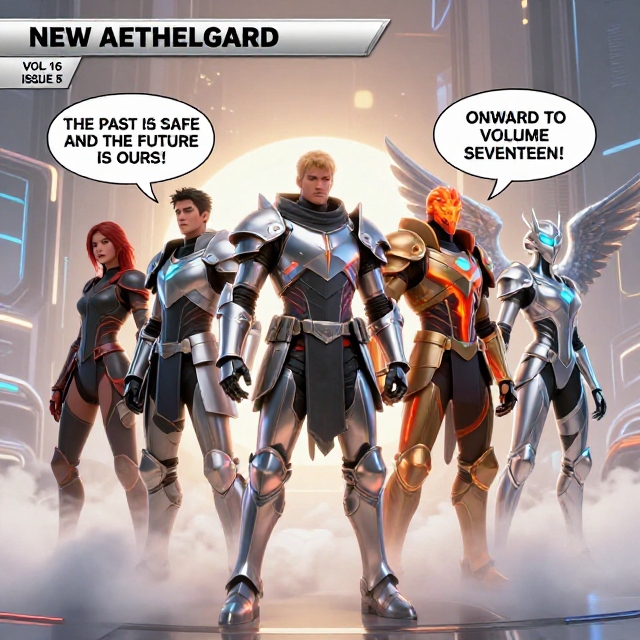 NEW AETHELGARD
VOL 16
ISSUE 5
THE PAST IS SAFE
AND THE FUTURE
IS OURS!
ONWARD TO
VOLUME
SEVENTEEN!